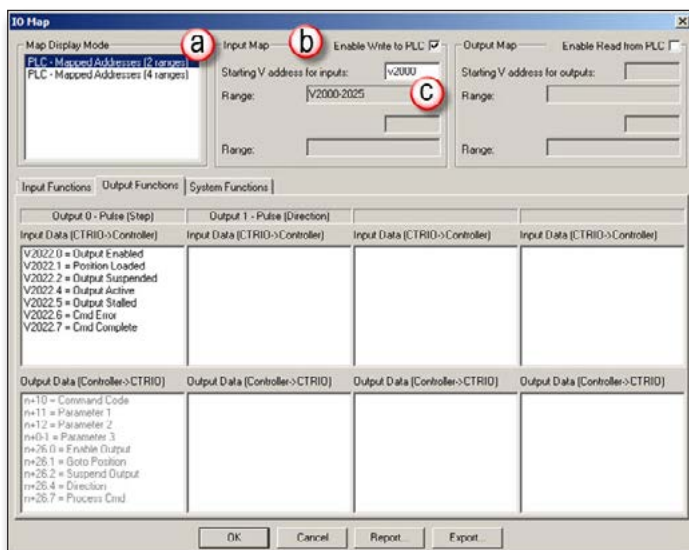 IO Map
Map Display Mode
a
PLC - Mapped Addresses (2 ranges)
PLC - Mapped Addresses (4 ranges)
Input Map
b
Enable Write to PLC
Starting V address for inputs:
v2000
c
Range:
V2000-2025
Range:
Output Map
Enable Read from PLC
Starting V address for outputs:
Range:
Range:
Input Functions
Output Functions
System Functions
Output 0 - Pulse (Step)
Output 1 - Pulse (Direction)
Input Data (CTRIO->Controller)
Input Data (CTRIO->Controller)
Input Data (CTRIO->Controller)
Input Data (CTRIO->Controller)
V2022.0 = Output Enabled
V2022.1 = Position Loaded
V2022.2 = Output Suspended
V2022.4 = Output Active
V2022.5 = Output Stalled
V2022.6 = Cmd Error
V2022.7 = Cmd Complete
Output Data (Controller->CTRIO)
Output Data (Controller->CTRIO)
Output Data (Controller->CTRIO)
Output Data (Controller->CTRIO)
n+10 = Command Code
n+11 = Parameter 1
n+12 = Parameter 2
n+0-1 = Parameter 3
n+26.0 = Enable Output
n+26.1 = Goto Position
n+26.2 = Suspend Output
n+26.4 = Direction
n+26.7 = Process Cmd
OK
Cancel
Report...
Export...